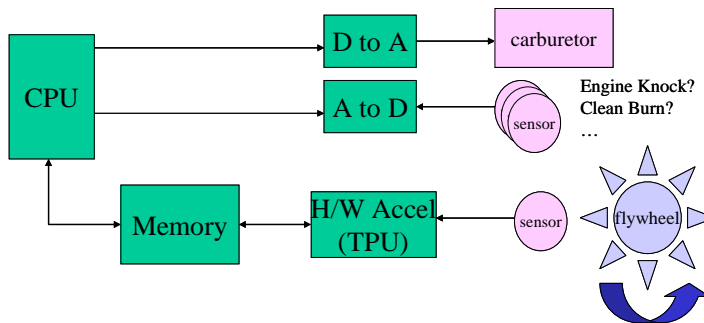 D to A
carburetor
CPU
A to D
sensor
Engine Knock?
Clean Burn?
…
Memory
H/W Accel
(TPU)
sensor
flywheel